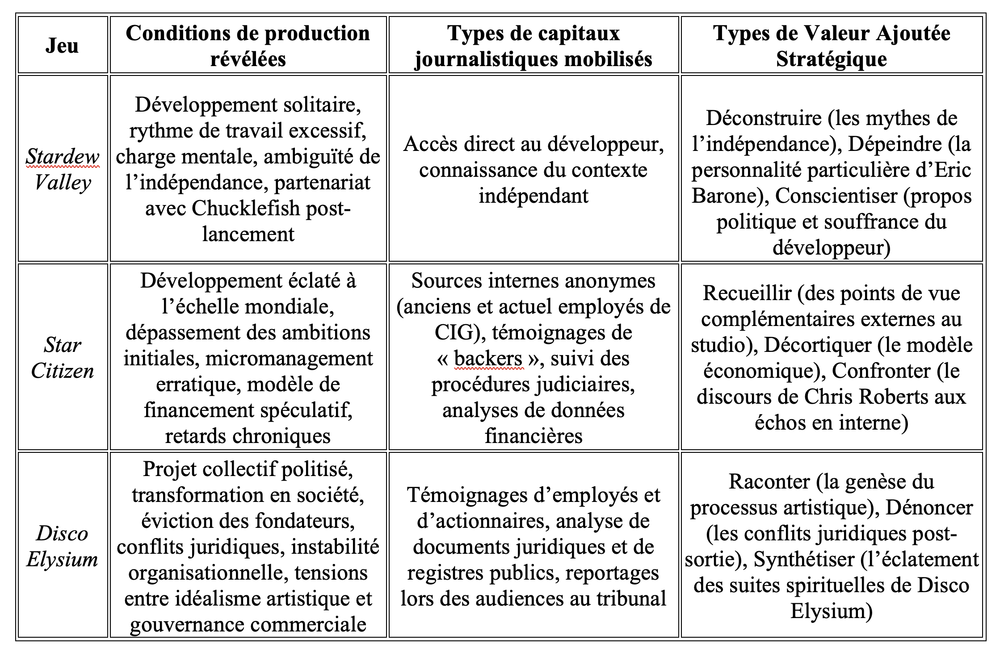 Jeu
Conditions de production
révélées
Types de capitaux
journalistiques mobilisés
Types de Valeur Ajoutée
Stratégique
Stardew
Valley
Développement solitaire,
rythme de travail excessif,
charge mentale, ambiguïté de
l’indépendance, partenariat
avec Chucklefish post-
lancement
Accès direct au développeur,
connaissance du contexte
indépendant
Déconstruire (les mythes de
l’indépendance), Dépeindre (la
personnalité particulière d’Eric
Barone), Conscientiser (propos
politique et souffrance du
développeur)
Star
Citizen
Développement éclaté à
l’échelle mondiale,
dépassement des ambitions
initiales, micromanagement
erratique, modèle de
financement spéculatif,
retards chroniques
Sources internes anonymes
(anciens et actuel employés de
CIG), témoignages de
« backers », suivi des
procédures judiciaires,
analyses de données
financières
Recueillir (des points de vue
complémentaires externes au
studio), Décortiquer (le modèle
économique), Confronter (le
discours de Chris Roberts aux
échos en interne)
Disco
Elysium
Projet collectif politisé,
transformation en société,
éviction des fondateurs,
conflits juridiques, instabilité
organisationnelle, tensions
entre idéalisme artistique et
gouvernance commerciale
Témoignages d’employés et
d’actionnaires, analyse de
documents juridiques et de
registres publics, reportages
lors des audiences au tribunal
Raconter (la genèse du
processus artistique), Dénoncer
(les conflits juridiques post-
sortie), Synthétiser (l’éclatement
des suites spirituelles de Disco
Elysium)